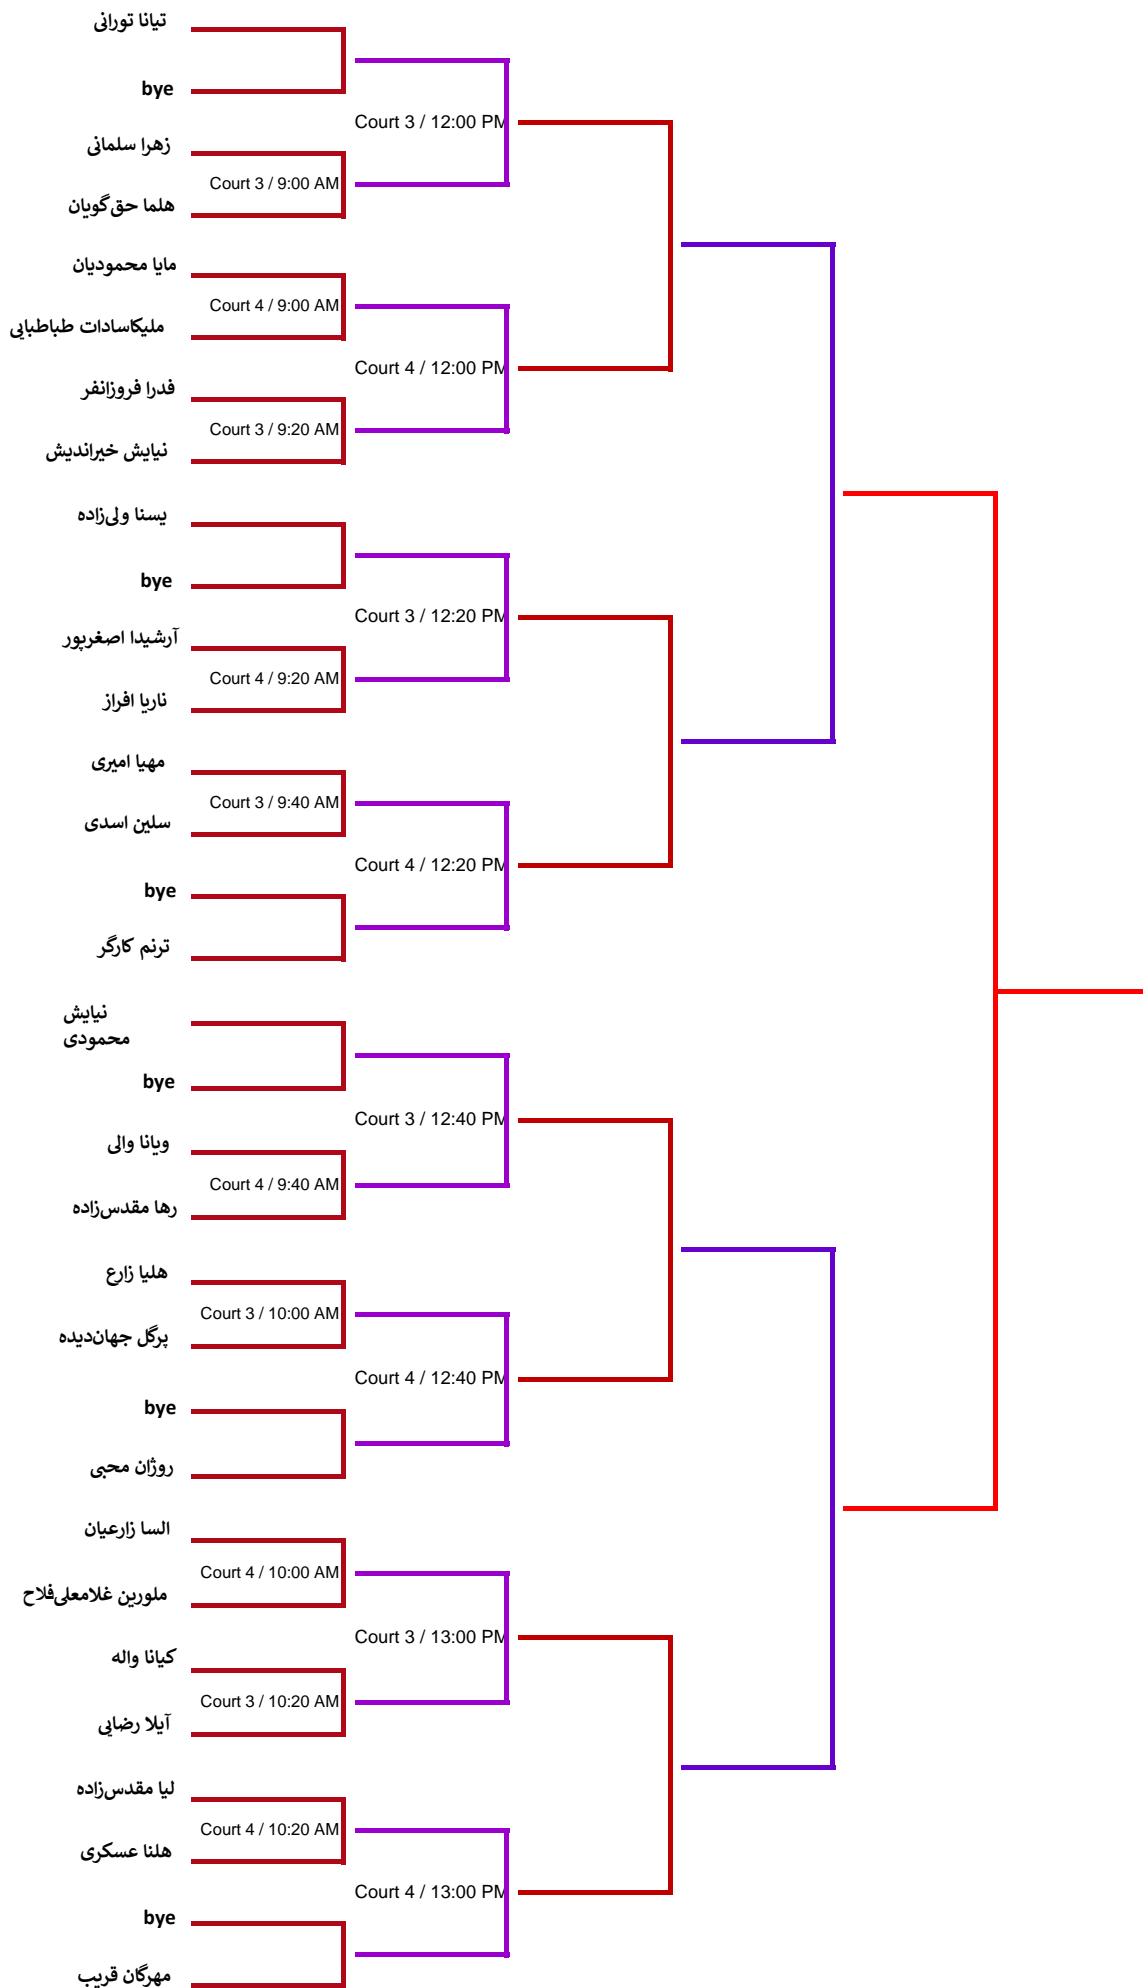 تیانا تورانی
bye
Court 3 / 12:00 PM
زهرا سلمانی
Court 3 / 9:00 AM
هلما حق‌گویان
مایا محمودیان
Court 4 / 9:00 AM
ملیکاسادات طباطبایی
Court 4 / 12:00 PM
فدرا فروزانفر
Court 3 / 9:20 AM
نیایش خیراندیش
یسنا ولی‌زاده
bye
Court 3 / 12:20 PM
آرشیدا اصغرپور
Court 4 / 9:20 AM
ناریا افراز
مهیا امیری
Court 3 / 9:40 AM
سلین اسدی
Court 4 / 12:20 PM
bye
ترنم کارگر
نیایش
محمودی
bye
Court 3 / 12:40 PM
ویانا والی
Court 4 / 9:40 AM
رها مقدس‌زاده
هلیا زارع
Court 3 / 10:00 AM
پرگل جهان‌دیده
Court 4 / 12:40 PM
bye
روژان محبی
السا زارعیان
Court 4 / 10:00 AM
ملورین غلامعلی‌فلاح
Court 3 / 13:00 PM
کیانا واله
Court 3 / 10:20 AM
آیلا رضایی
لیا مقدس‌زاده
Court 4 / 10:20 AM
هلنا عسکری
Court 4 / 13:00 PM
bye
مهرگان قریب